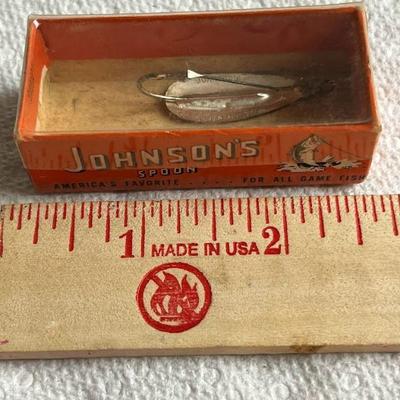 JOHNSON'S
SPOON
AMERICA'S FAVORITE . . . . FOR ALL GAME FISH
1 MADE IN USA 2